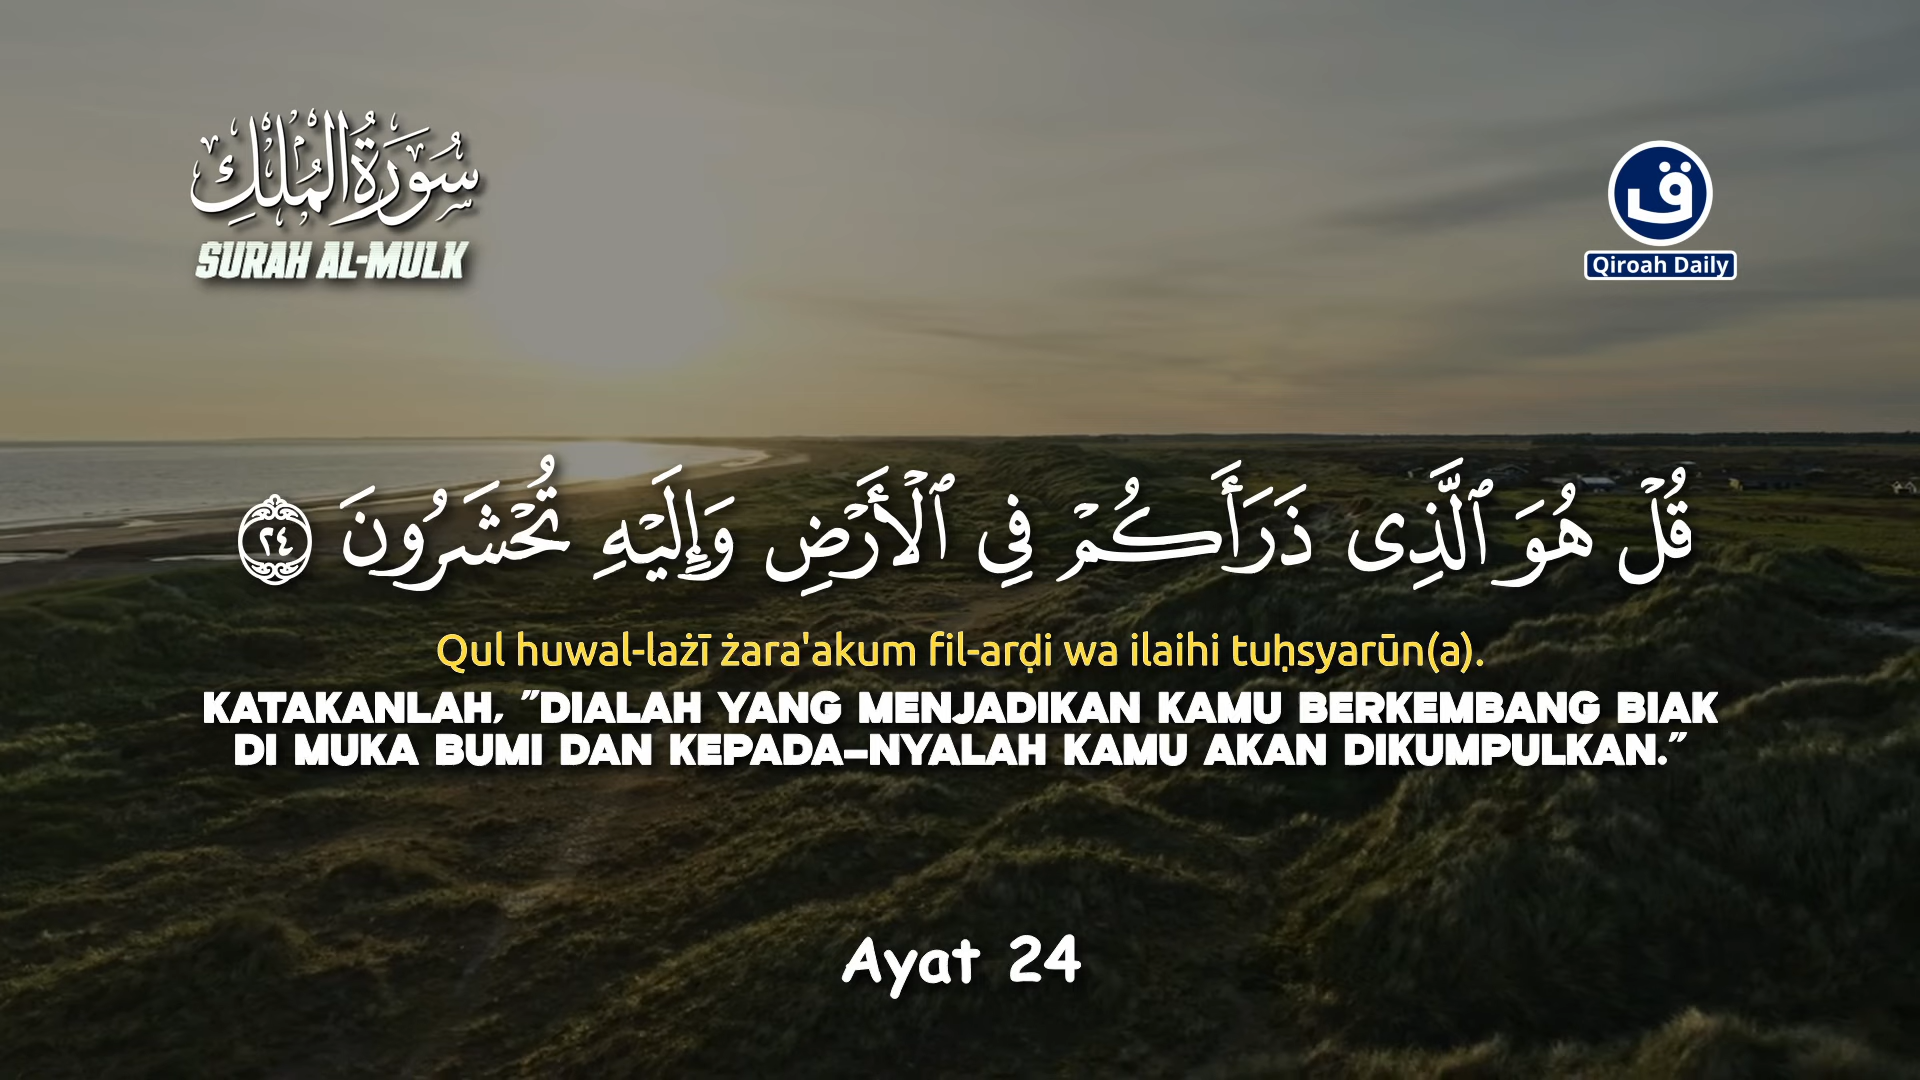 سُورَةُ الْمُلْكِ
SURAH AL-MULK
ق
Qiroah Daily
قُلْ هُوَ ٱلَّذِى ذَرَأَكُمْ فِى ٱلْأَرْضِ وَإِلَيْهِ تُحْشَرُونَ ٢٤
Qul huwal-lażī żara'akum fil-arḍi wa ilaihi tuḥsyarūn(a).
KATAKANLAH, "DIALAH YANG MENJADIKAN KAMU BERKEMBANG BIAK
DI MUKA BUMI DAN KEPADA-NYALAH KAMU AKAN DIKUMPULKAN."
Ayat 24